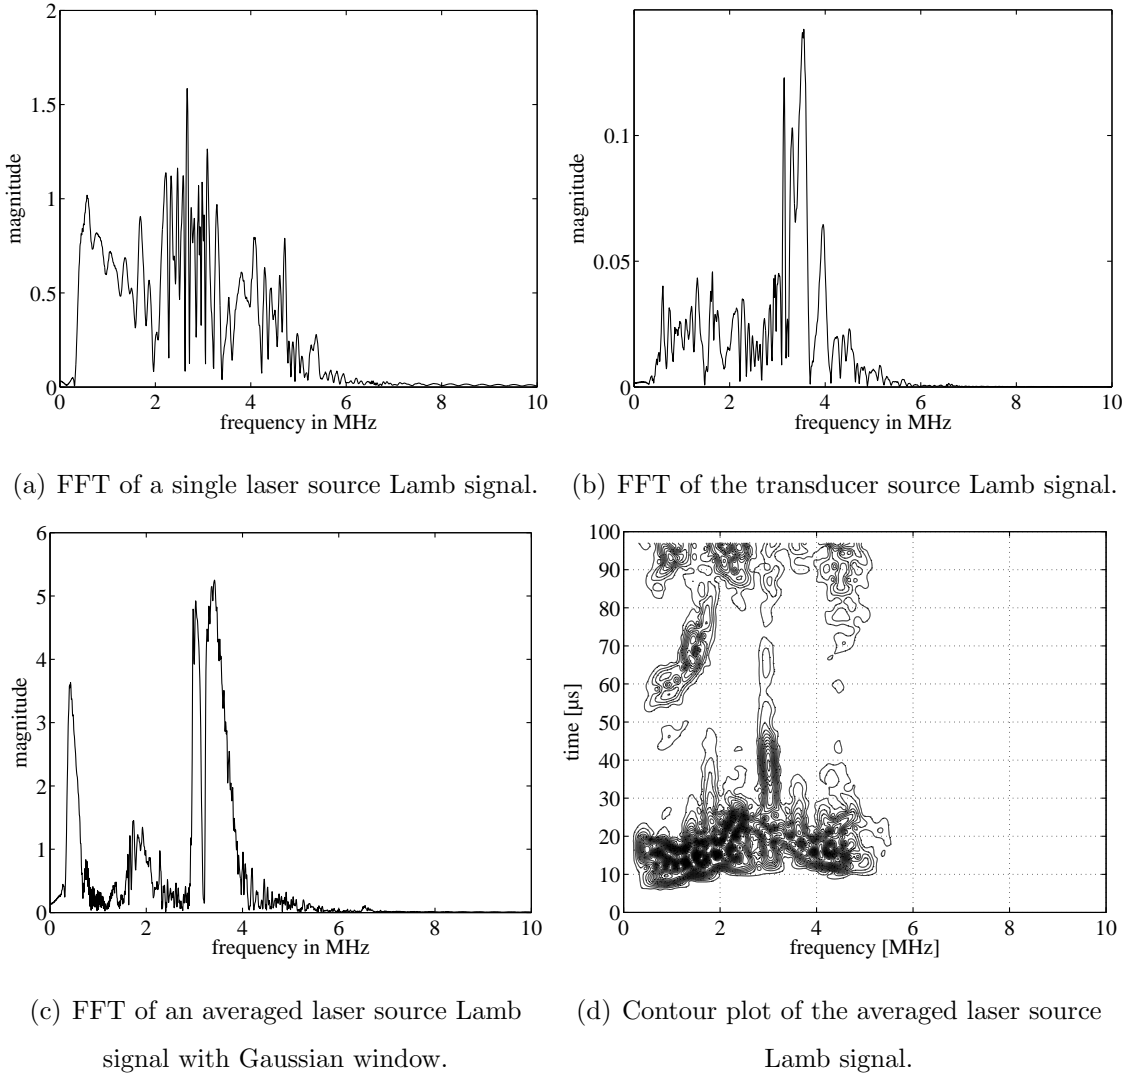 2
1.5
1
0.5
0
0 2 4 6 8 10
magnitude
frequency in MHz
(a) FFT of a single laser source Lamb signal.
0.1
0.05
0
0 2 4 6 8 10
magnitude
frequency in MHz
(b) FFT of the transducer source Lamb signal.
6
5
4
3
2
1
0
0 2 4 6 8 10
magnitude
frequency in MHz
(c) FFT of an averaged laser source Lamb
signal with Gaussian window.
100
90
80
70
60
50
40
30
20
10
0
0 2 4 6 8 10
time [µs]
frequency [MHz]
(d) Contour plot of the averaged laser source
Lamb signal.